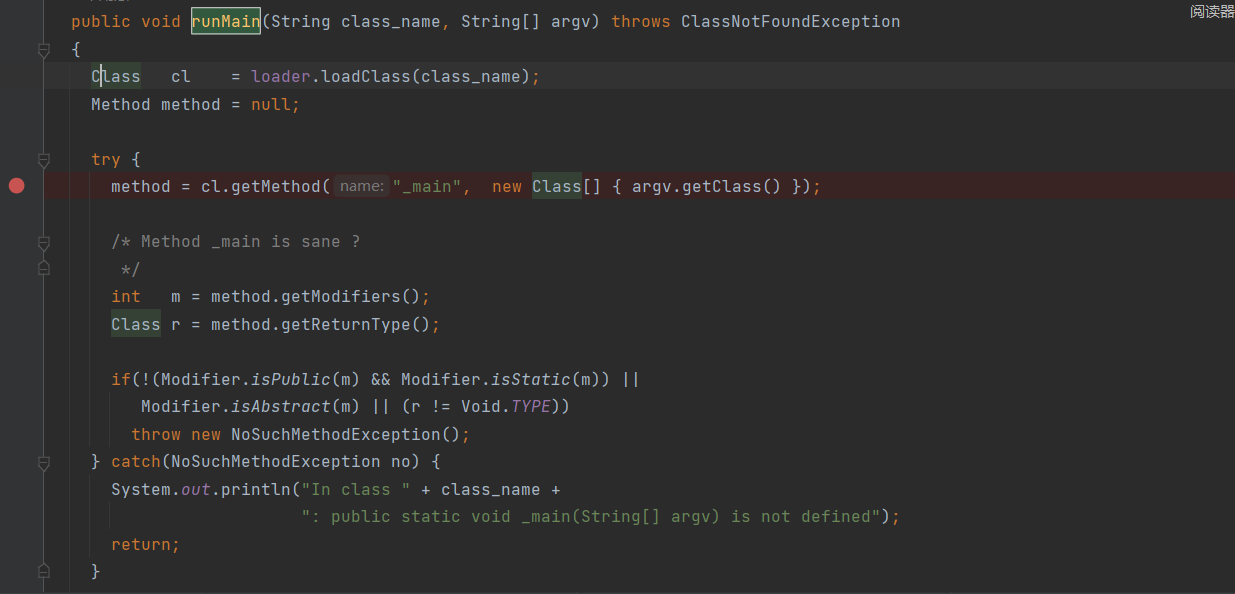 阅读器
public void runMain(String class_name, String[] argv) throws ClassNotFoundException
{
Class   cl    = loader.loadClass(class_name);
Method method = null;
try {
method = cl.getMethod( name: "_main",  new Class[] { argv.getClass() });
/* Method _main is sane ?
*/
int   m = method.getModifiers();
Class r = method.getReturnType();
if(!(Modifier.isPublic(m) && Modifier.isStatic(m)) ||
Modifier.isAbstract(m) || (r != Void.TYPE))
throw new NoSuchMethodException();
} catch(NoSuchMethodException no) {
System.out.println("In class " + class_name +
": public static void _main(String[] argv) is not defined");
return;
}